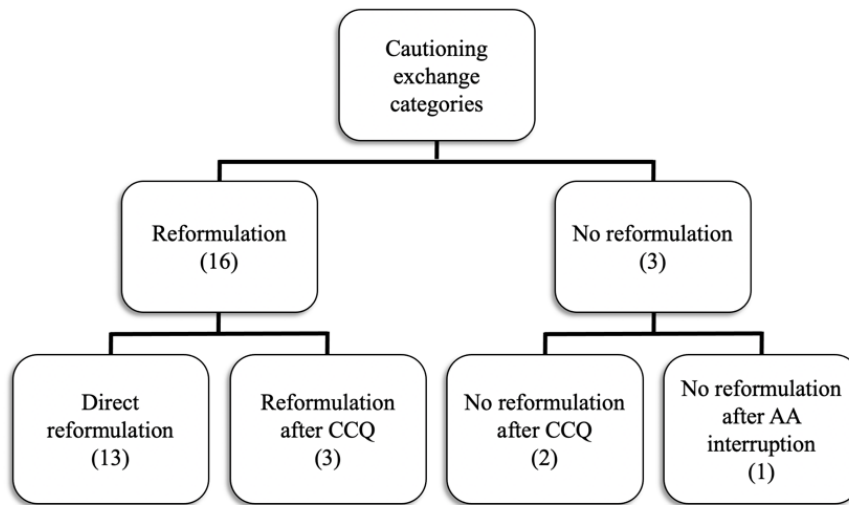 Cautioning
exchange
categories
Reformulation
(16)
No reformulation
(3)
Direct
reformulation
(13)
Reformulation
after CCQ
(3)
No reformulation
after CCQ
(2)
No reformulation
after AA
interruption
(1)